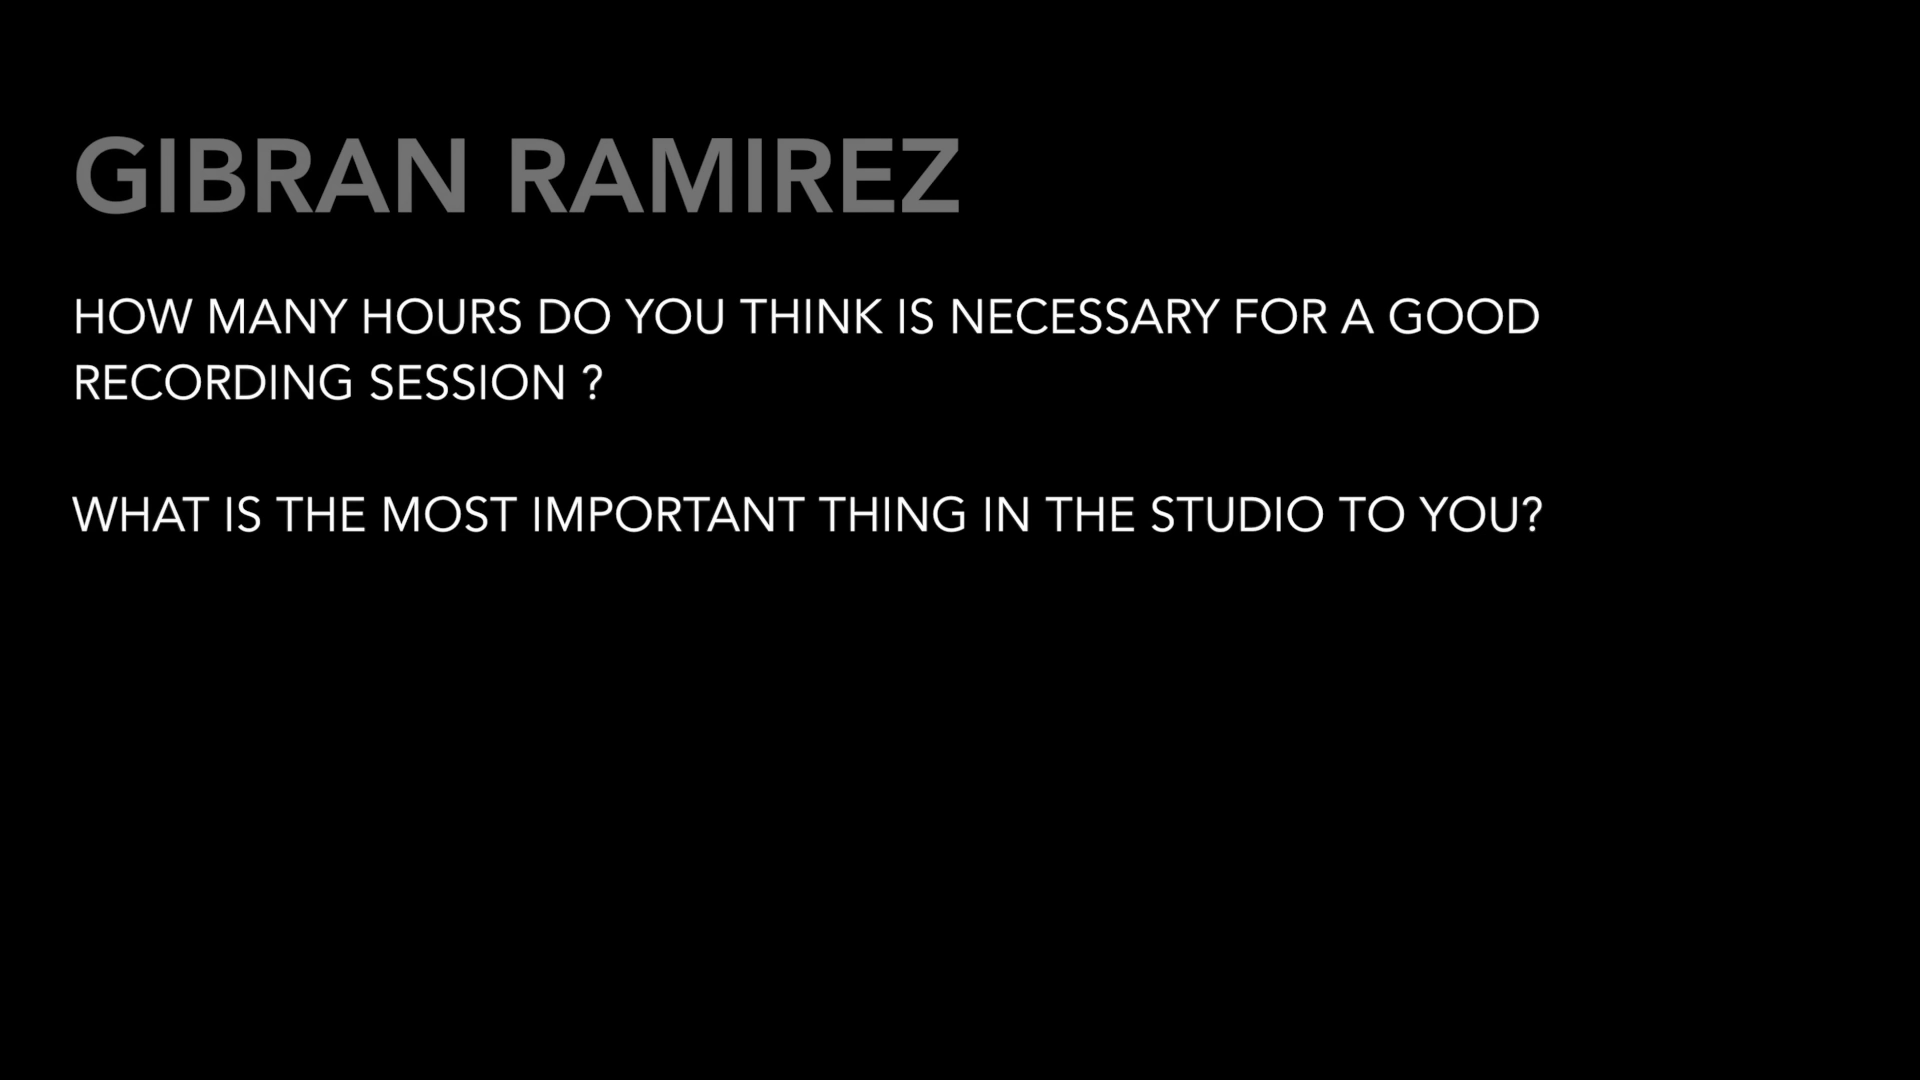 GIBRAN RAMIREZ
HOW MANY HOURS DO YOU THINK IS NECESSARY FOR A GOOD
RECORDING SESSION ?
WHAT IS THE MOST IMPORTANT THING IN THE STUDIO TO YOU?